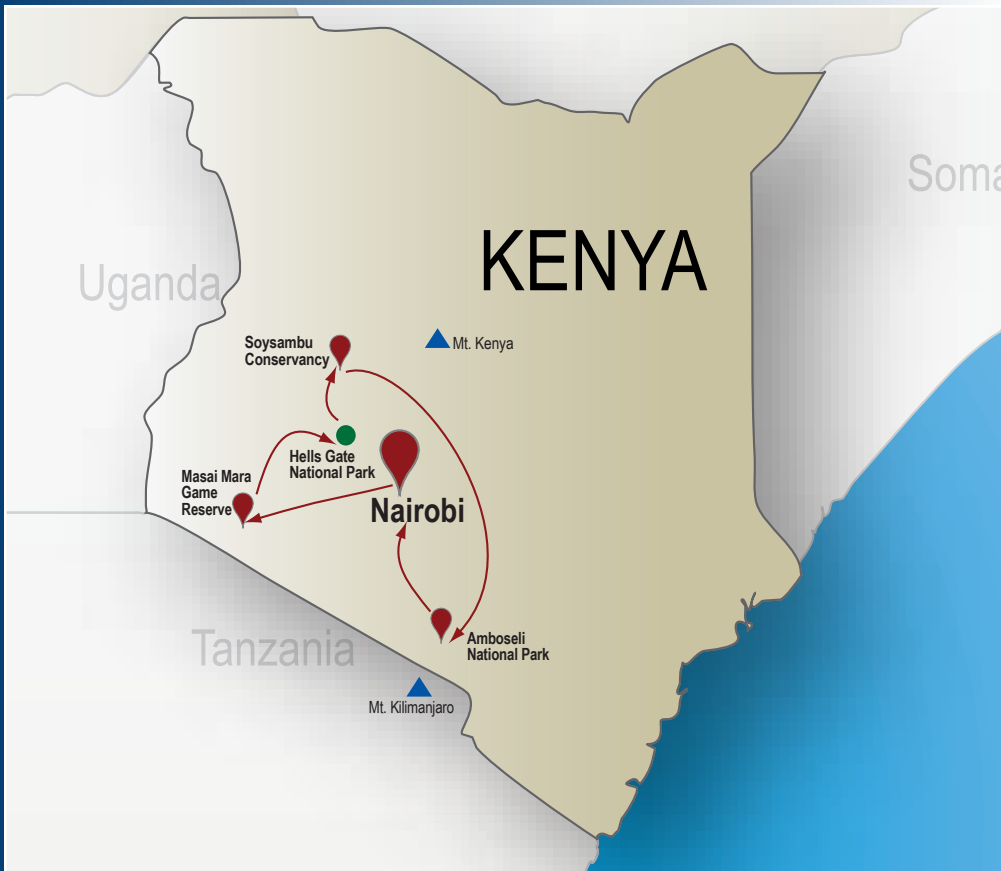 Soma
KENYA
Uganda
Soysambu
Conservancy
Mt. Kenya
Hells Gate
National Park
Masai Mara
Game
Reserve
Nairobi
Amboseli
National Park
Tanzania
Mt. Kilimanjaro